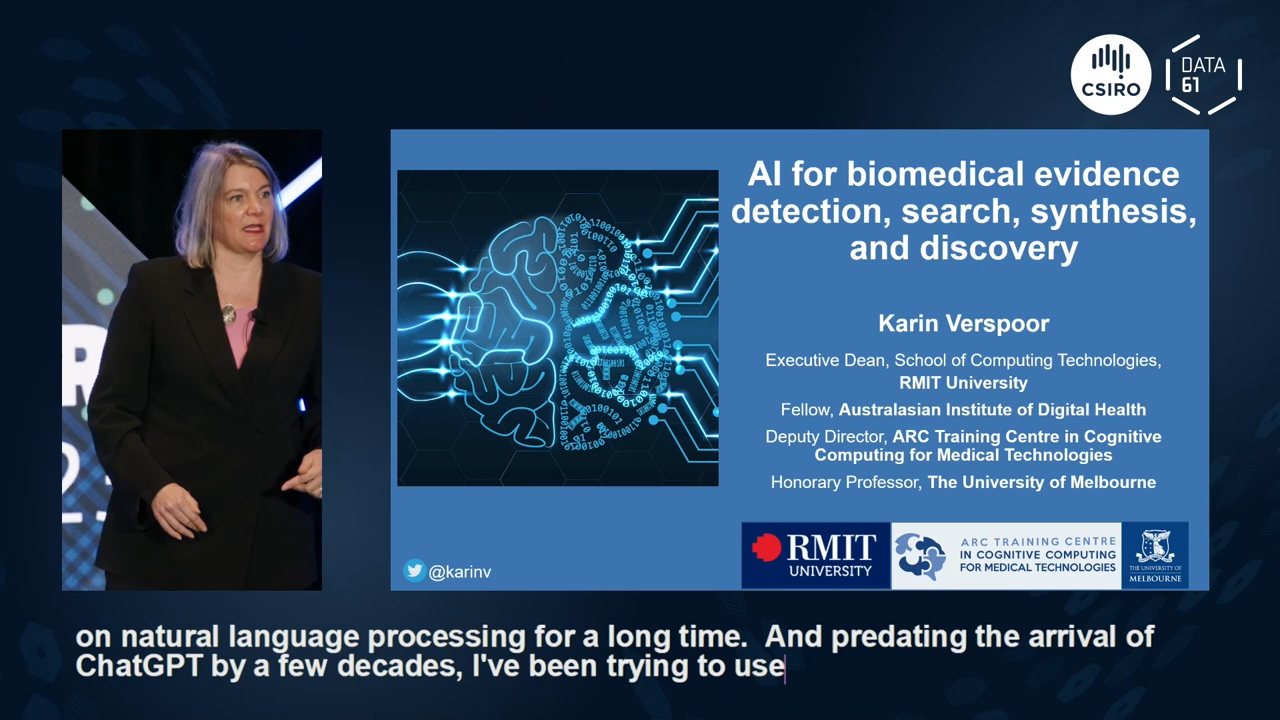 CSIRO
DATA
61
AI for biomedical evidence
detection, search, synthesis,
and discovery
Karin Verspoor
Executive Dean, School of Computing Technologies,
RMIT University
Fellow, Australasian Institute of Digital Health
Deputy Director, ARC Training Centre in Cognitive
Computing for Medical Technologies
Honorary Professor, The University of Melbourne
@karinv
RMIT
UNIVERSITY
ARC TRAINING CENTRE
IN COGNITIVE COMPUTING
FOR MEDICAL TECHNOLOGIES
THE UNIVERSITY OF
MELBOURNE
on natural language processing for a long time.  And predating the arrival of
ChatGPT by a few decades, I've been trying to use